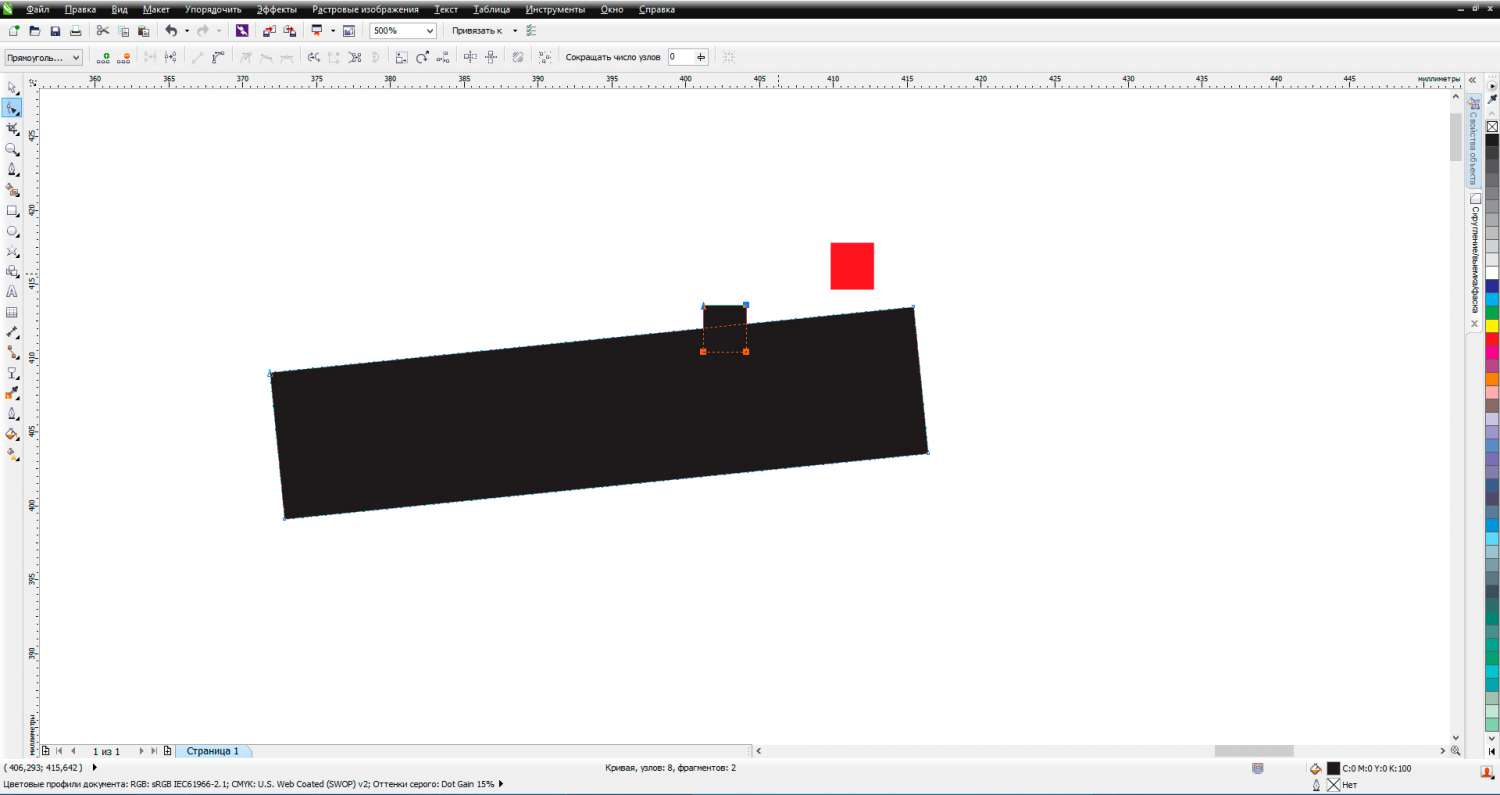 Файл Правка Вид Макет Упорядочить Эффекты Растровые изображения Текст Таблица Инструменты Окно Справка
500% Привязать к
Прямоуголь... Сокращать число узлов 0
360 365 370 375 380 385 390 395 400 405 410 415 420 425 430 435 440 445 миллиметры
425
420
415
410
405
400
395
390
миллиметры
Свойства объекта
Скругление/выемка/фаска
1 из 1 Страница 1
( 406,293; 415,642 ) Кривая, узлов: 8, фрагментов: 2 C:0 M:0 Y:0 K:100
Цветовые профили документа: RGB: sRGB IEC61966-2.1; CMYK: U.S. Web Coated (SWOP) v2; Оттенки серого: Dot Gain 15% Нет